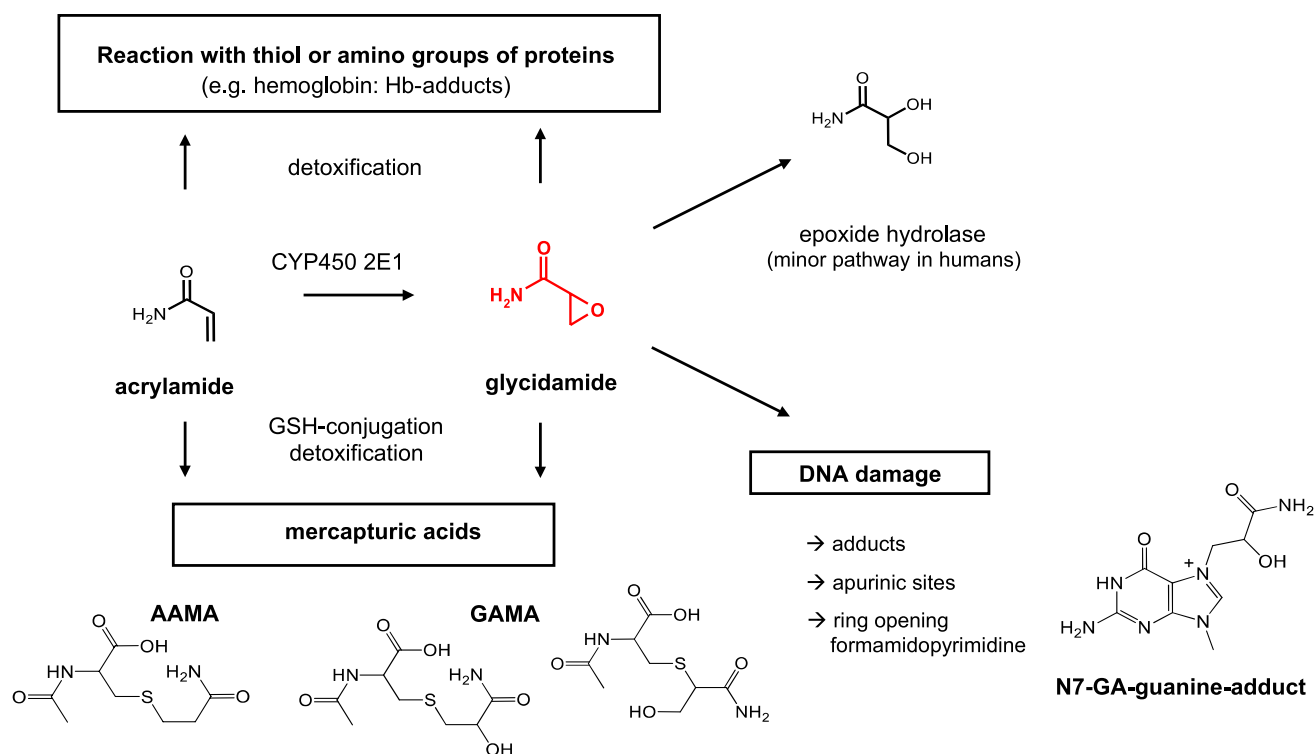 Reaction with thiol or amino groups of proteins
(e.g. hemoglobin: Hb-adducts)
detoxification
O
OH
H2N
OH
epoxide hydrolase
(minor pathway in humans)
CYP450 2E1
O
H2N
acrylamide
O
H2N
O
glycidamide
GSH-conjugation
detoxification
mercapturic acids
DNA damage
→ adducts
→ apurinic sites
→ ring opening
formamidopyrimidine
O
NH2
OH
O
N
+
HN
H2N
N
N
N7-GA-guanine-adduct
AAMA
O
OH
HN
O
S
H2N
O
GAMA
O
OH
HN
O
S
H2N
O
OH
O
OH
HN
O
S
O
HO
NH2